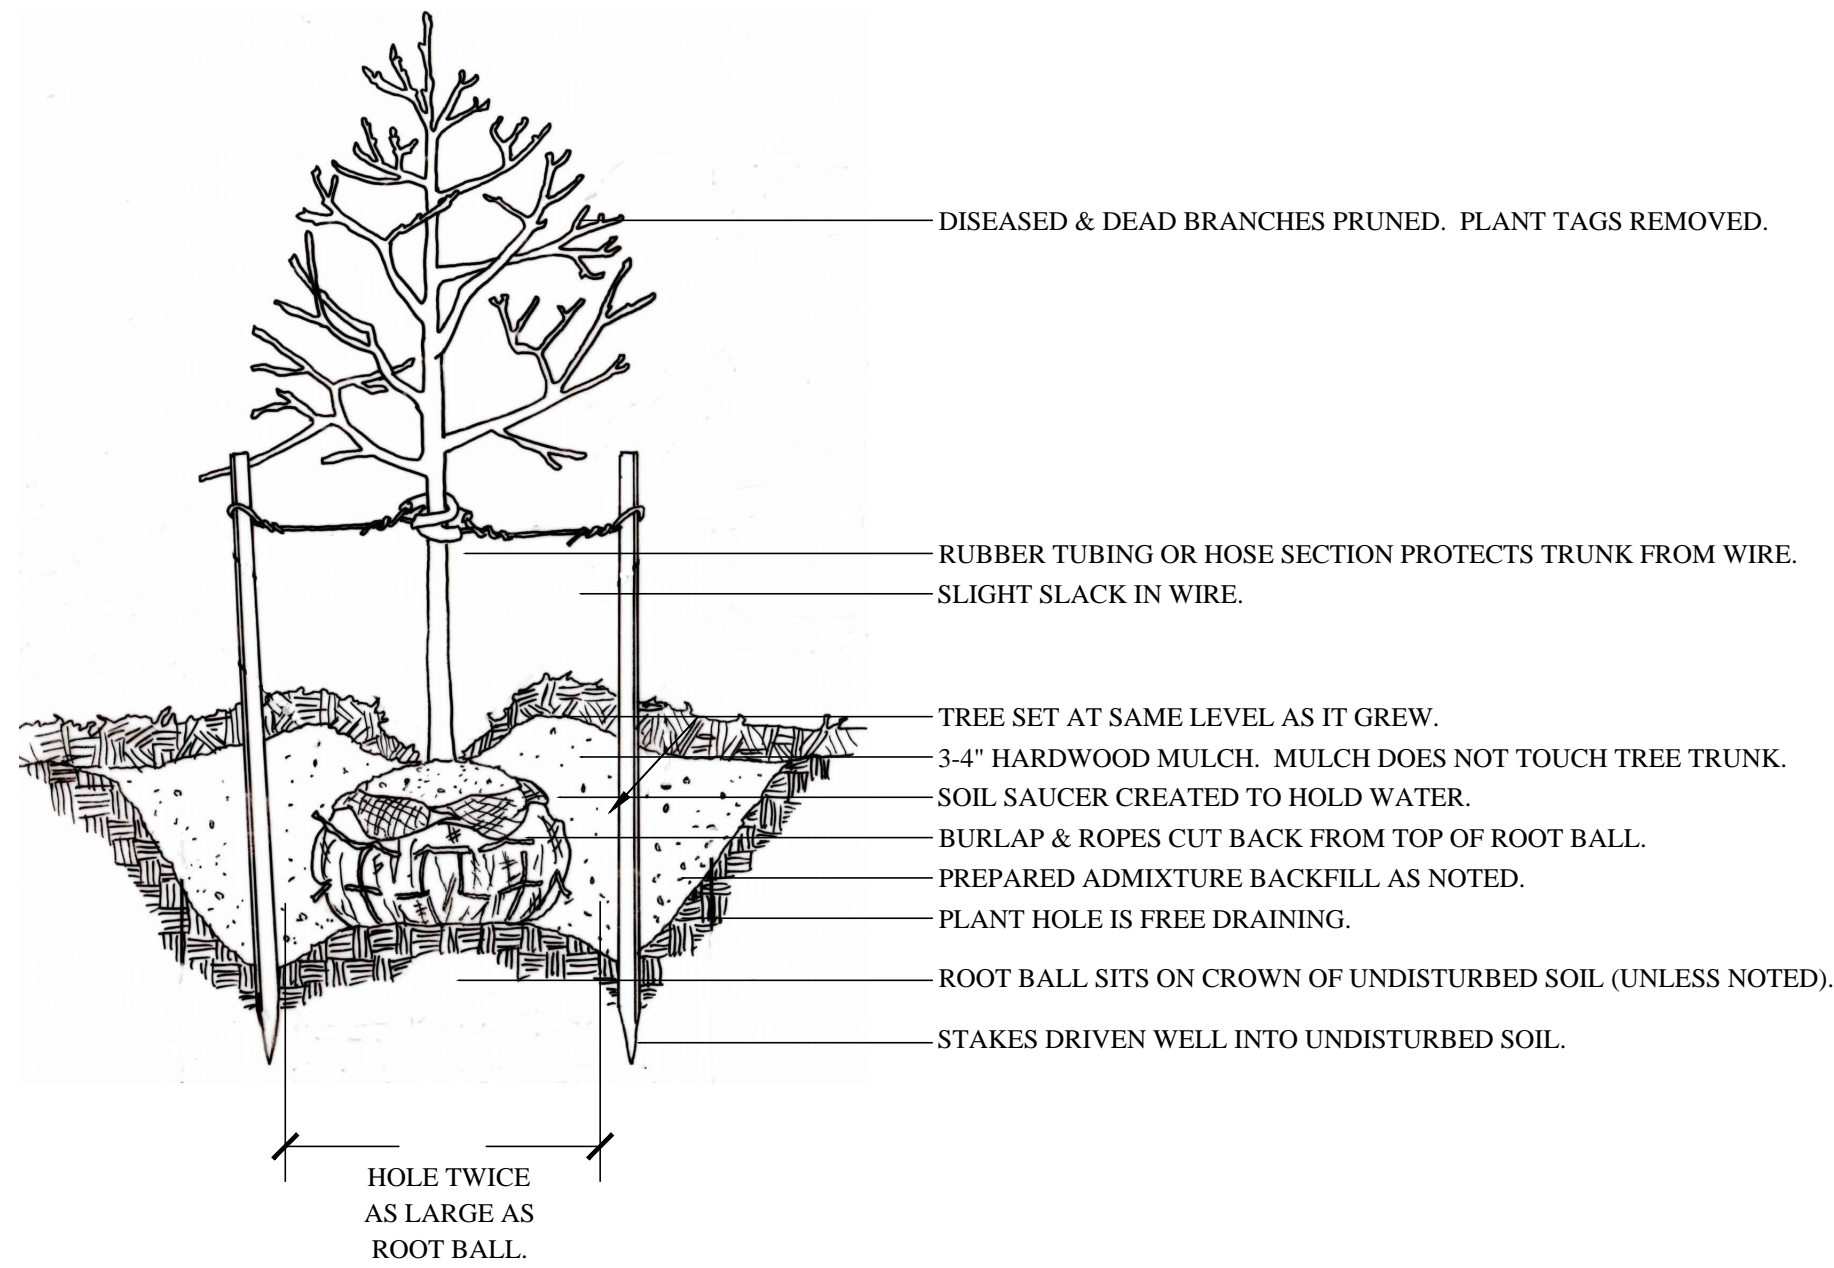 DISEASED & DEAD BRANCHES PRUNED.  PLANT TAGS REMOVED.
RUBBER TUBING OR HOSE SECTION PROTECTS TRUNK FROM WIRE.
SLIGHT SLACK IN WIRE.
TREE SET AT SAME LEVEL AS IT GREW.
3-4" HARDWOOD MULCH.  MULCH DOES NOT TOUCH TREE TRUNK.
SOIL SAUCER CREATED TO HOLD WATER.
BURLAP & ROPES CUT BACK FROM TOP OF ROOT BALL.
PREPARED ADMIXTURE BACKFILL AS NOTED.
PLANT HOLE IS FREE DRAINING.
ROOT BALL SITS ON CROWN OF UNDISTURBED SOIL (UNLESS NOTED).
STAKES DRIVEN WELL INTO UNDISTURBED SOIL.
HOLE TWICE
AS LARGE AS
ROOT BALL.